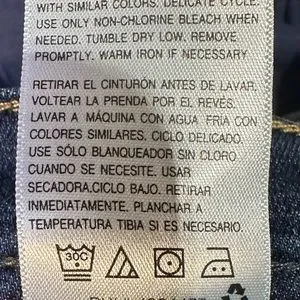 WITH SIMILAR COLORS. DELICATE CYCLE.
USE ONLY NON-CHLORINE BLEACH WHEN
NEEDED. TUMBLE DRY LOW. REMOVE
PROMPTLY. WARM IRON IF NECESSARY
RETIRAR EL CINTURÓN ANTES DE LAVAR.
VOLTEAR LA PRENDA POR EL REVÉS.
LAVAR A MÁQUINA CON AGUA FRÍA CON
COLORES SIMILARES. CICLO DELICADO.
USE SÓLO BLANQUEADOR SIN CLORO
CUANDO SE NECESITE. USAR
SECADORA.CICLO BAJO. RETIRAR
INMEDIATAMENTE. PLANCHAR A
TEMPERATURA TIBIA SI ES NECESARIO.
30C